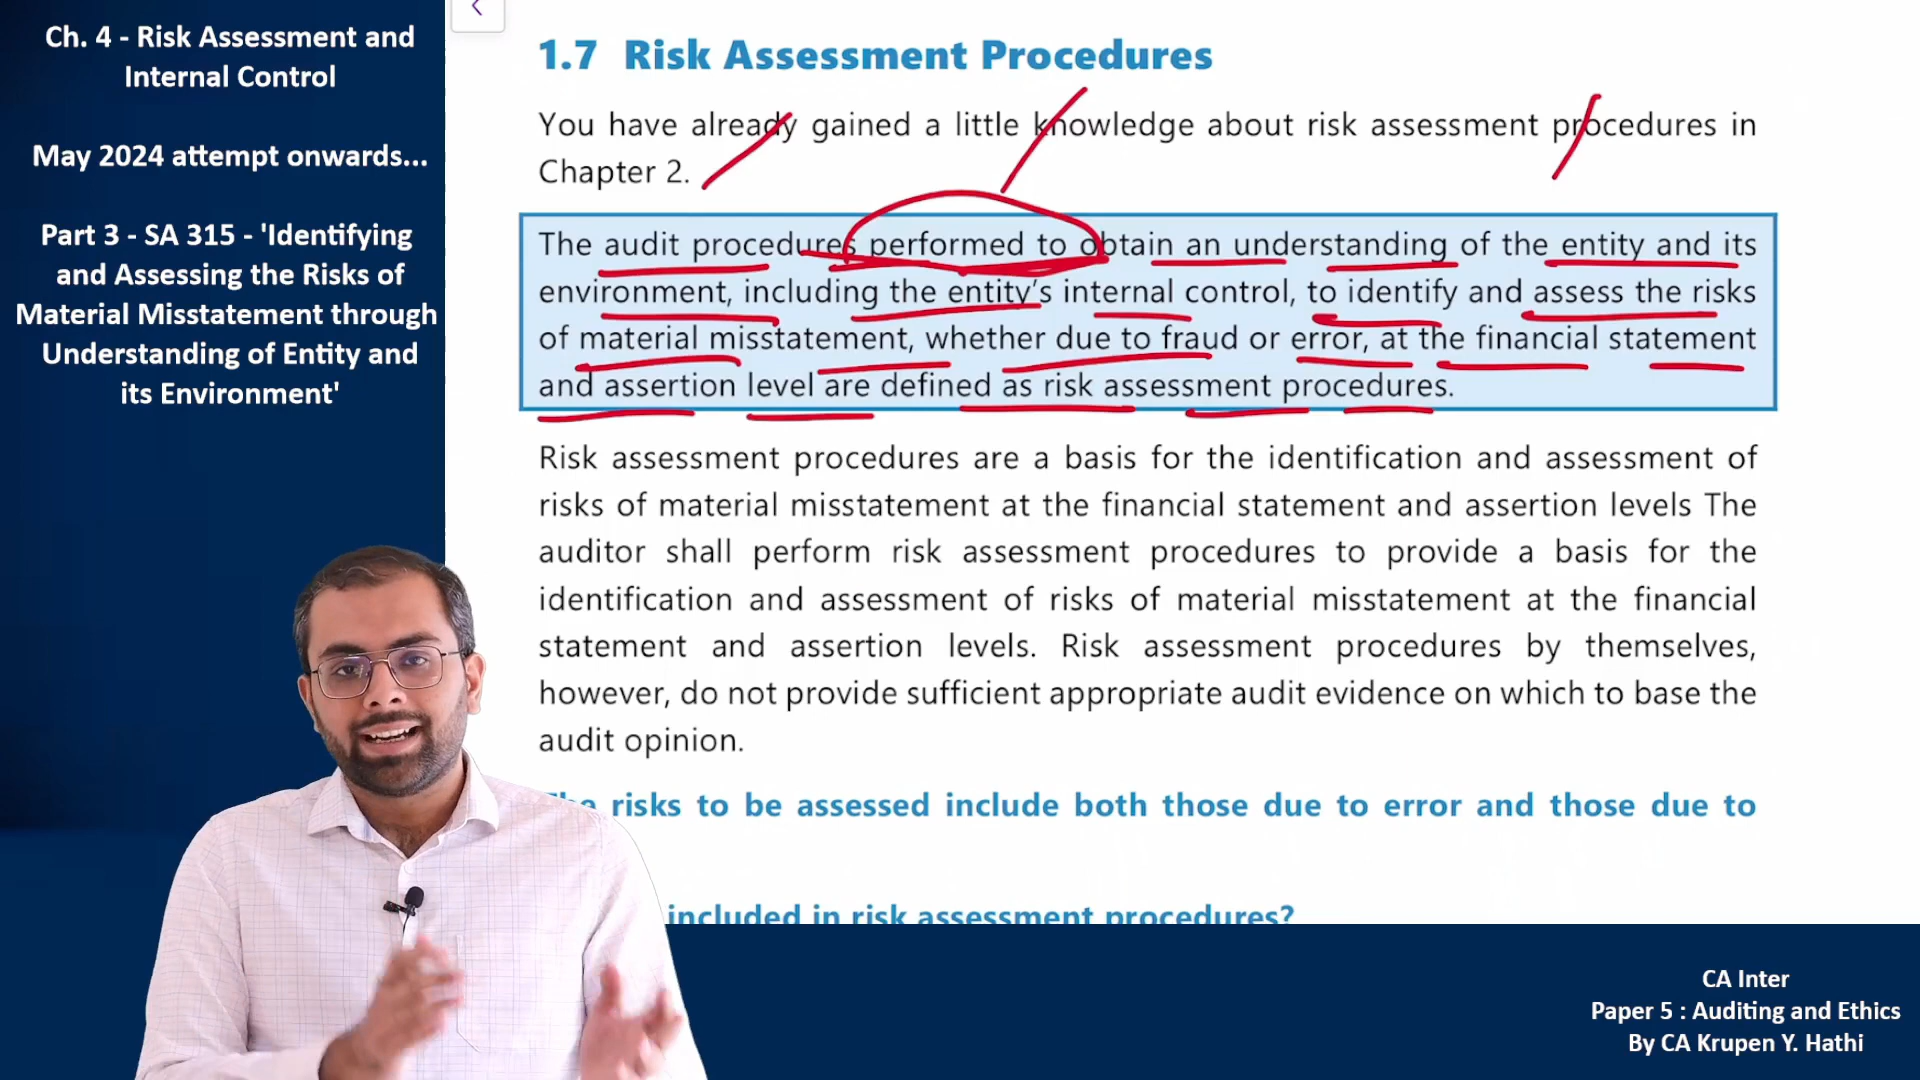 Ch. 4 - Risk Assessment and
Internal Control
May 2024 attempt onwards...
Part 3 - SA 315 - 'Identifying
and Assessing the Risks of
Material Misstatement through
Understanding of Entity and
its Environment'
1.7 Risk Assessment Procedures
You have already gained a little knowledge about risk assessment procedures in
Chapter 2.
The audit procedures performed to obtain an understanding of the entity and its
environment, including the entity's internal control, to identify and assess the risks
of material misstatement, whether due to fraud or error, at the financial statement
and assertion level are defined as risk assessment procedures.
Risk assessment procedures are a basis for the identification and assessment of
risks of material misstatement at the financial statement and assertion levels The
auditor shall perform risk assessment procedures to provide a basis for the
identification and assessment of risks of material misstatement at the financial
statement and assertion levels. Risk assessment procedures by themselves,
however, do not provide sufficient appropriate audit evidence on which to base the
audit opinion.
The risks to be assessed include both those due to error and those due to
included in risk assessment procedures?
CA Inter
Paper 5 : Auditing and Ethics
By CA Krupen Y. Hathi